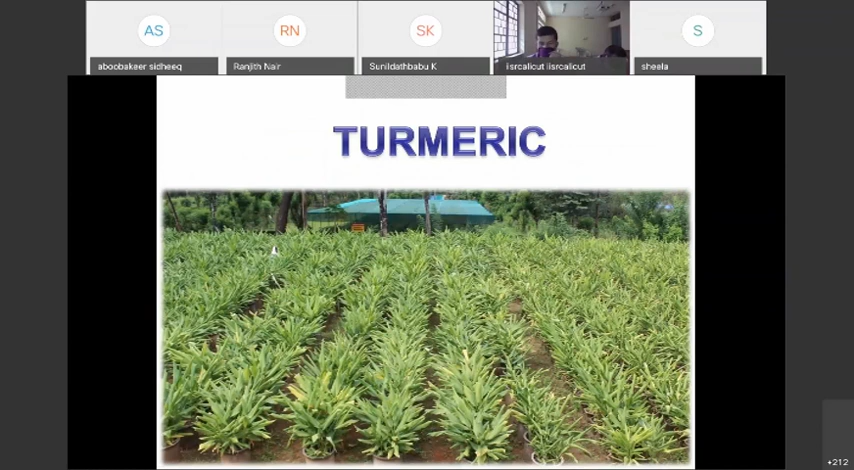 AS
RN
SK
S
aboobakeer sidheeq
Ranjith Nair
Sunildathbabu K
iisrcalicut iisrcalicut
sheela
TURMERIC
+212